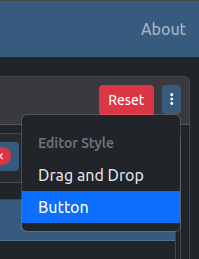 About
Reset
Editor Style
Drag and Drop
Button